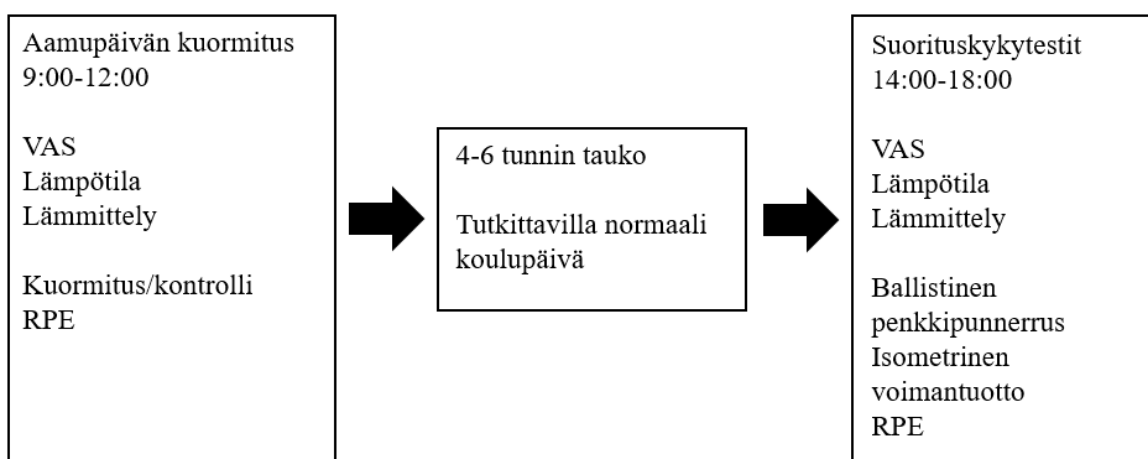 Aamupäivän kuormitus
9:00-12:00
VAS
Lämpötila
Lämmittely
Kuormitus/kontrolli
RPE
4-6 tunnin tauko
Tutkittavilla normaali
koulupäivä
Suorituskykytestit
14:00-18:00
VAS
Lämpötila
Lämmittely
Ballistinen
penkkipunnerrus
Isometrinen
voimantuotto
RPE